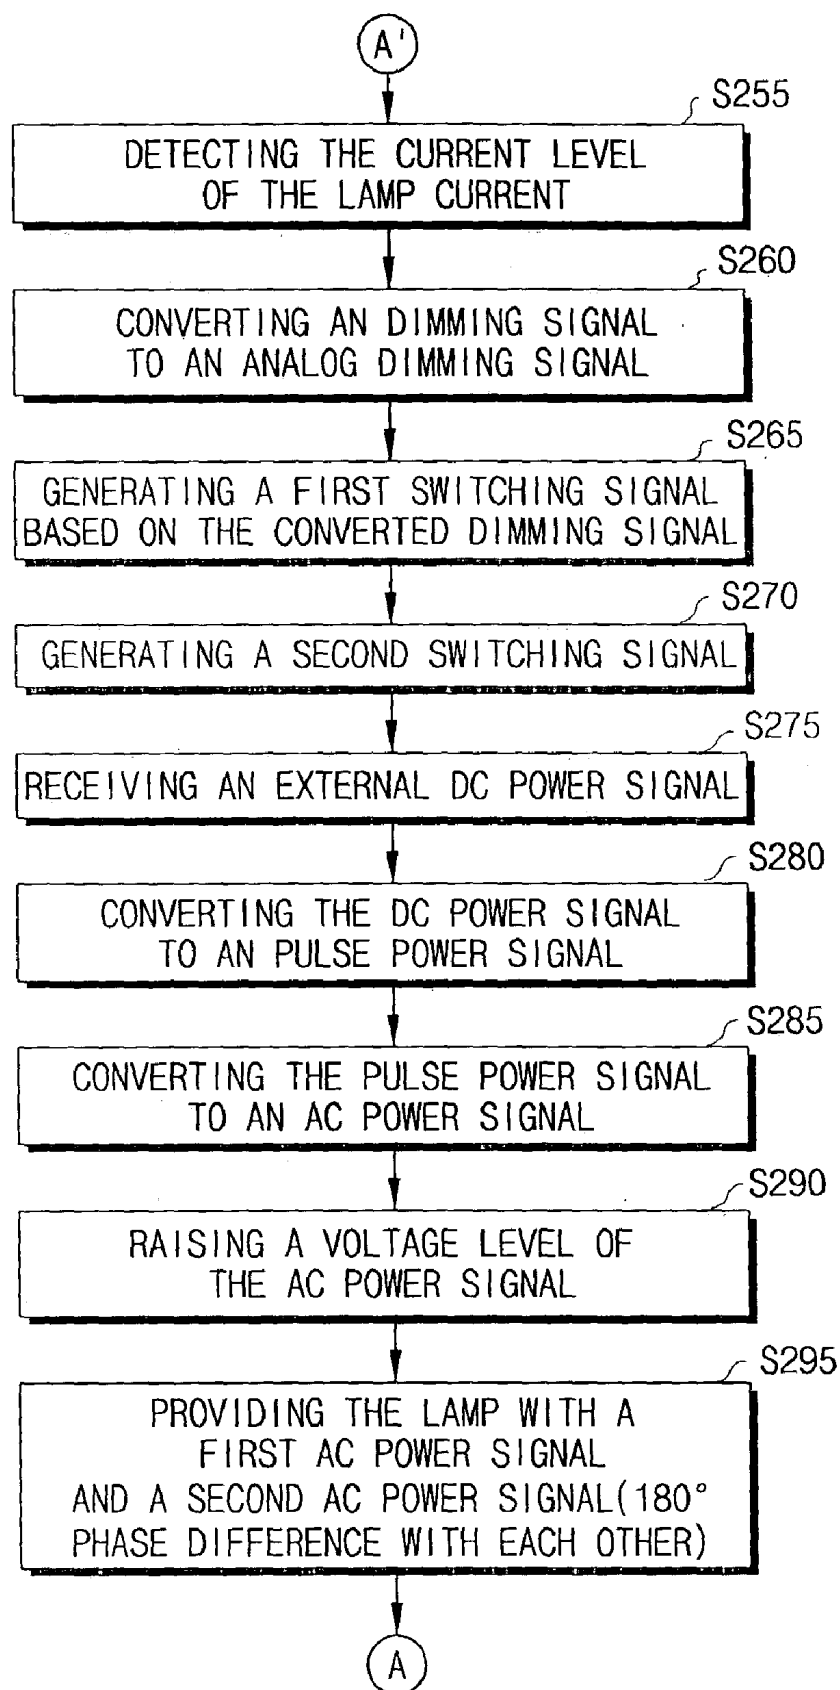 A'
S255
DETECTING THE CURRENT LEVEL
OF THE LAMP CURRENT
S260
CONVERTING AN DIMMING SIGNAL
TO AN ANALOG DIMMING SIGNAL
S265
GENERATING A FIRST SWITCHING SIGNAL
BASED ON THE CONVERTED DIMMING SIGNAL
S270
GENERATING A SECOND SWITCHING SIGNAL
S275
RECEIVING AN EXTERNAL DC POWER SIGNAL
S280
CONVERTING THE DC POWER SIGNAL
TO AN PULSE POWER SIGNAL
S285
CONVERTING THE PULSE POWER SIGNAL
TO AN AC POWER SIGNAL
S290
RAISING A VOLTAGE LEVEL OF
THE AC POWER SIGNAL
S295
PROVIDING THE LAMP WITH A
FIRST AC POWER SIGNAL
AND A SECOND AC POWER SIGNAL(180°
PHASE DIFFERENCE WITH EACH OTHER)
A